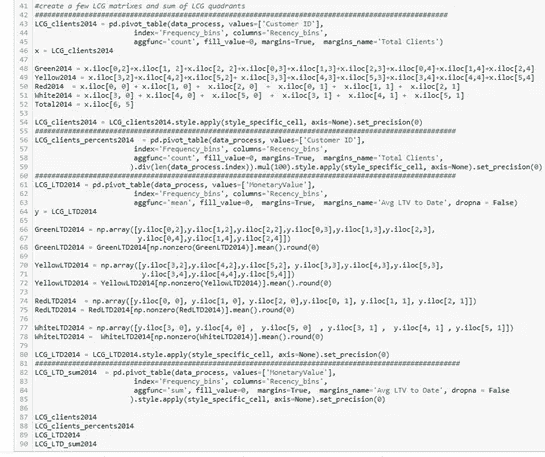 41 #create a few LCG matrixes and sum of LCG quadrants
42 ####################################################################################
43 LCG_clients2014 = pd.pivot_table(data_process, values=['Customer ID'],
44 index='Frequency_bins', columns='Recency_bins',
45 aggfunc='count', fill_value=0, margins=True, margins_name='Total Clients')
46 x = LCG_clients2014
47
48 Green2014 = x.iloc[0,2]+x.iloc[1, 2]+x.iloc[2, 2]+x.iloc[0,3]+x.iloc[1,3]+x.iloc[2,3]+x.iloc[0,4]+x.iloc[1,4]+x.iloc[2,4]
49 Yellow2014 = x.iloc[3,2]+x.iloc[4,2]+x.iloc[5,2]+ x.iloc[3,3]+x.iloc[4,3]+x.iloc[5,3]+x.iloc[3,4]+x.iloc[4,4]+x.iloc[5,4]
50 Red2014 = x.iloc[0, 0] + x.iloc[1, 0] + x.iloc[2, 0] + x.iloc[0, 1] + x.iloc[1, 1] + x.iloc[2, 1]
51 White2014 = x.iloc[3, 0] + x.iloc[4, 0] + x.iloc[5, 0] + x.iloc[3, 1] + x.iloc[4, 1] + x.iloc[5, 1]
52 Total2014 = x.iloc[6, 5]
53
54 LCG_clients2014 = LCG_clients2014.style.apply(style_specific_cell, axis=None).set_precision(0)
55 ####################################################################################
56 LCG_clients_percents2014 = pd.pivot_table(data_process, values=['Customer ID'],
57 index='Frequency_bins', columns='Recency_bins',
58 aggfunc='count', fill_value=0, margins=True, margins_name='Total Clients',
59 ).div(len(data_process.index)).mul(100).style.apply(style_specific_cell, axis=None).set_precision(0)
60 ####################################################################################
61 LCG_LTD2014 = pd.pivot_table(data_process, values=['MonetaryValue'],
62 index='Frequency_bins', columns='Recency_bins',
63 aggfunc='mean', fill_value=0, margins=True, margins_name='Avg LTV to Date', dropna = False)
64 y = LCG_LTD2014
65
66 GreenLTD2014 = np.array([y.iloc[0,2],y.iloc[1,2],y.iloc[2,2],y.iloc[0,3],y.iloc[1,3],y.iloc[2,3],
67 y.iloc[0,4],y.iloc[1,4],y.iloc[2,4]])
68 GreenLTD2014 = GreenLTD2014[np.nonzero(GreenLTD2014)].mean().round(0)
69
70 YellowLTD2014 = np.array([y.iloc[3,2],y.iloc[4,2],y.iloc[5,2], y.iloc[3,3],y.iloc[4,3],y.iloc[5,3],
71 y.iloc[3,4],y.iloc[4,4],y.iloc[5,4]])
72 YellowLTD2014 = YellowLTD2014[np.nonzero(YellowLTD2014)].mean().round(0)
73
74 RedLTD2014 = np.array([y.iloc[0, 0], y.iloc[1, 0], y.iloc[2, 0],y.iloc[0, 1], y.iloc[1, 1], y.iloc[2, 1]])
75 RedLTD2014 = RedLTD2014[np.nonzero(RedLTD2014)].mean().round(0)
76
77 WhiteLTD2014 = np.array([y.iloc[3, 0], y.iloc[4, 0] , y.iloc[5, 0] , y.iloc[3, 1] , y.iloc[4, 1] , y.iloc[5, 1]])
78 WhiteLTD2014 = WhiteLTD2014[np.nonzero(WhiteLTD2014)].mean().round(0)
79
80 LCG_LTD2014 = LCG_LTD2014.style.apply(style_specific_cell, axis=None).set_precision(0)
81 ####################################################################################
82 LCG_LTD_sum2014 = pd.pivot_table(data_process, values=['MonetaryValue'],
83 index='Frequency_bins', columns='Recency_bins',
84 aggfunc='sum', fill_value=0, margins=True, margins_name='Avg LTV to Date', dropna = False
85 ).style.apply(style_specific_cell, axis=None).set_precision(0)
86
87 LCG_clients2014
88 LCG_clients_percents2014
89 LCG_LTD2014
90 LCG_LTD_sum2014